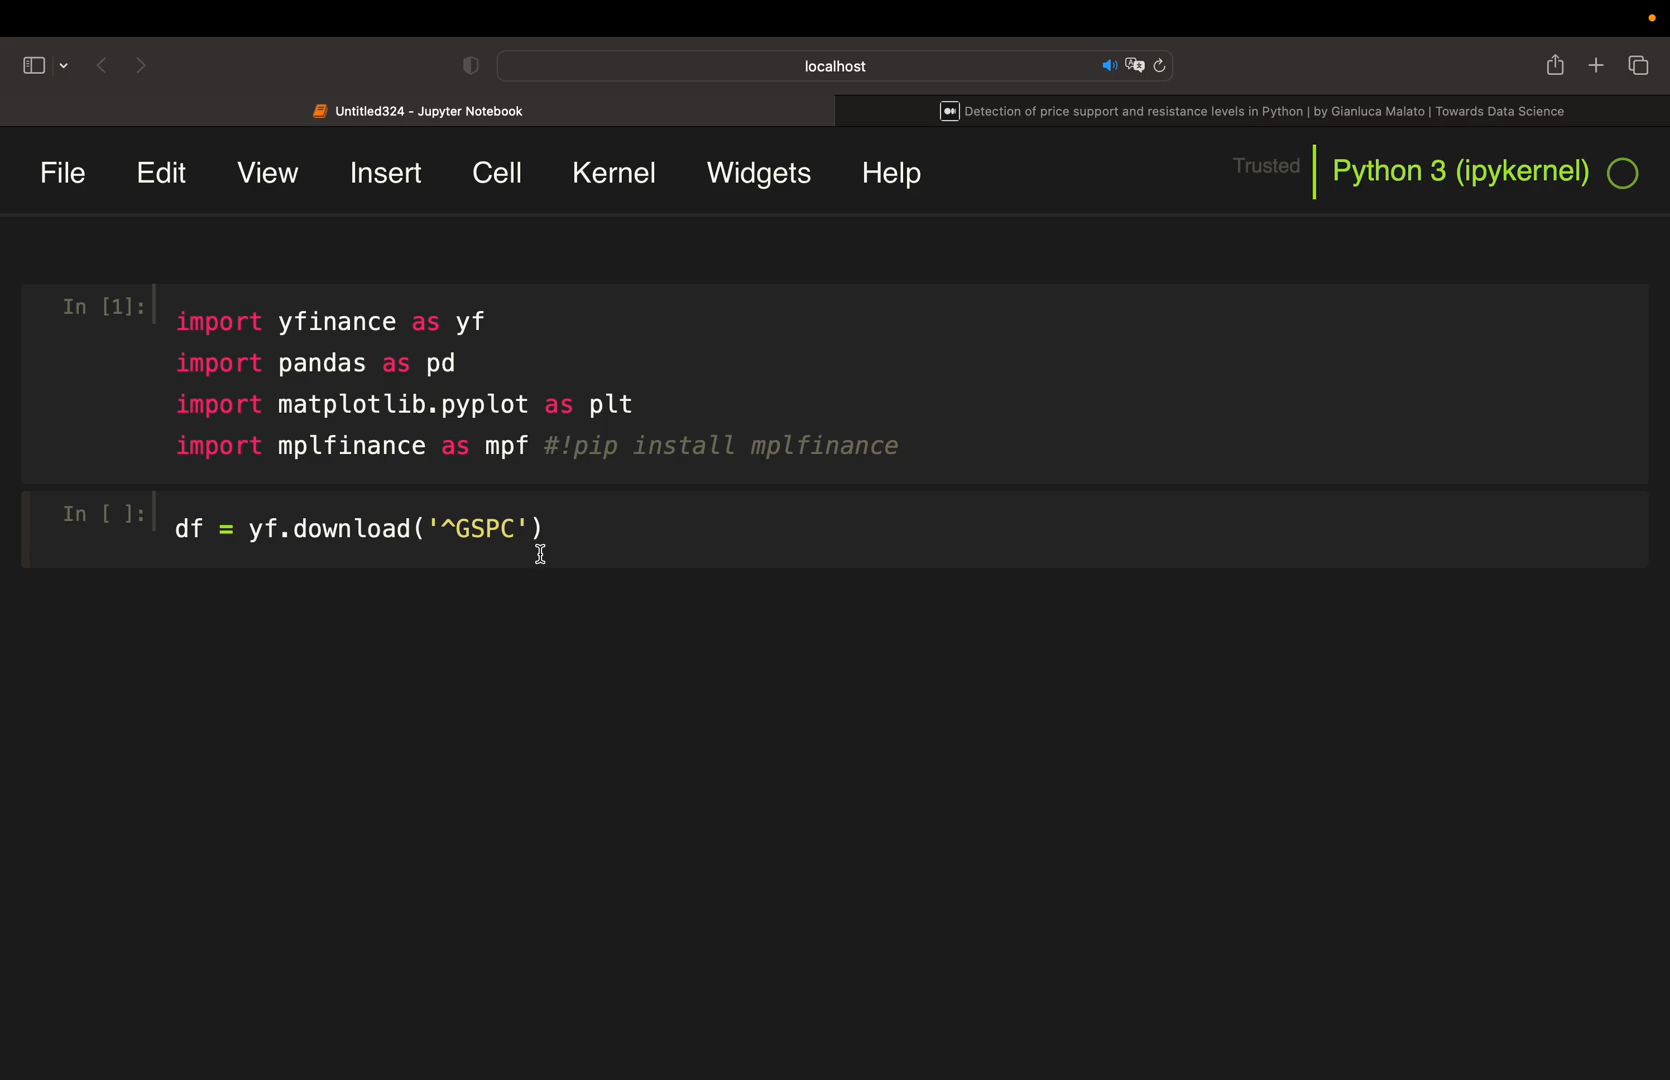 localhost
Untitled324 - Jupyter Notebook
Detection of price support and resistance levels in Python | by Gianluca Malato | Towards Data Science
File Edit View Insert Cell Kernel Widgets Help
Trusted
Python 3 (ipykernel)
In [1]:
import yfinance as yf
import pandas as pd
import matplotlib.pyplot as plt
import mplfinance as mpf #!pip install mplfinance
In [ ]:
df = yf.download('^GSPC')